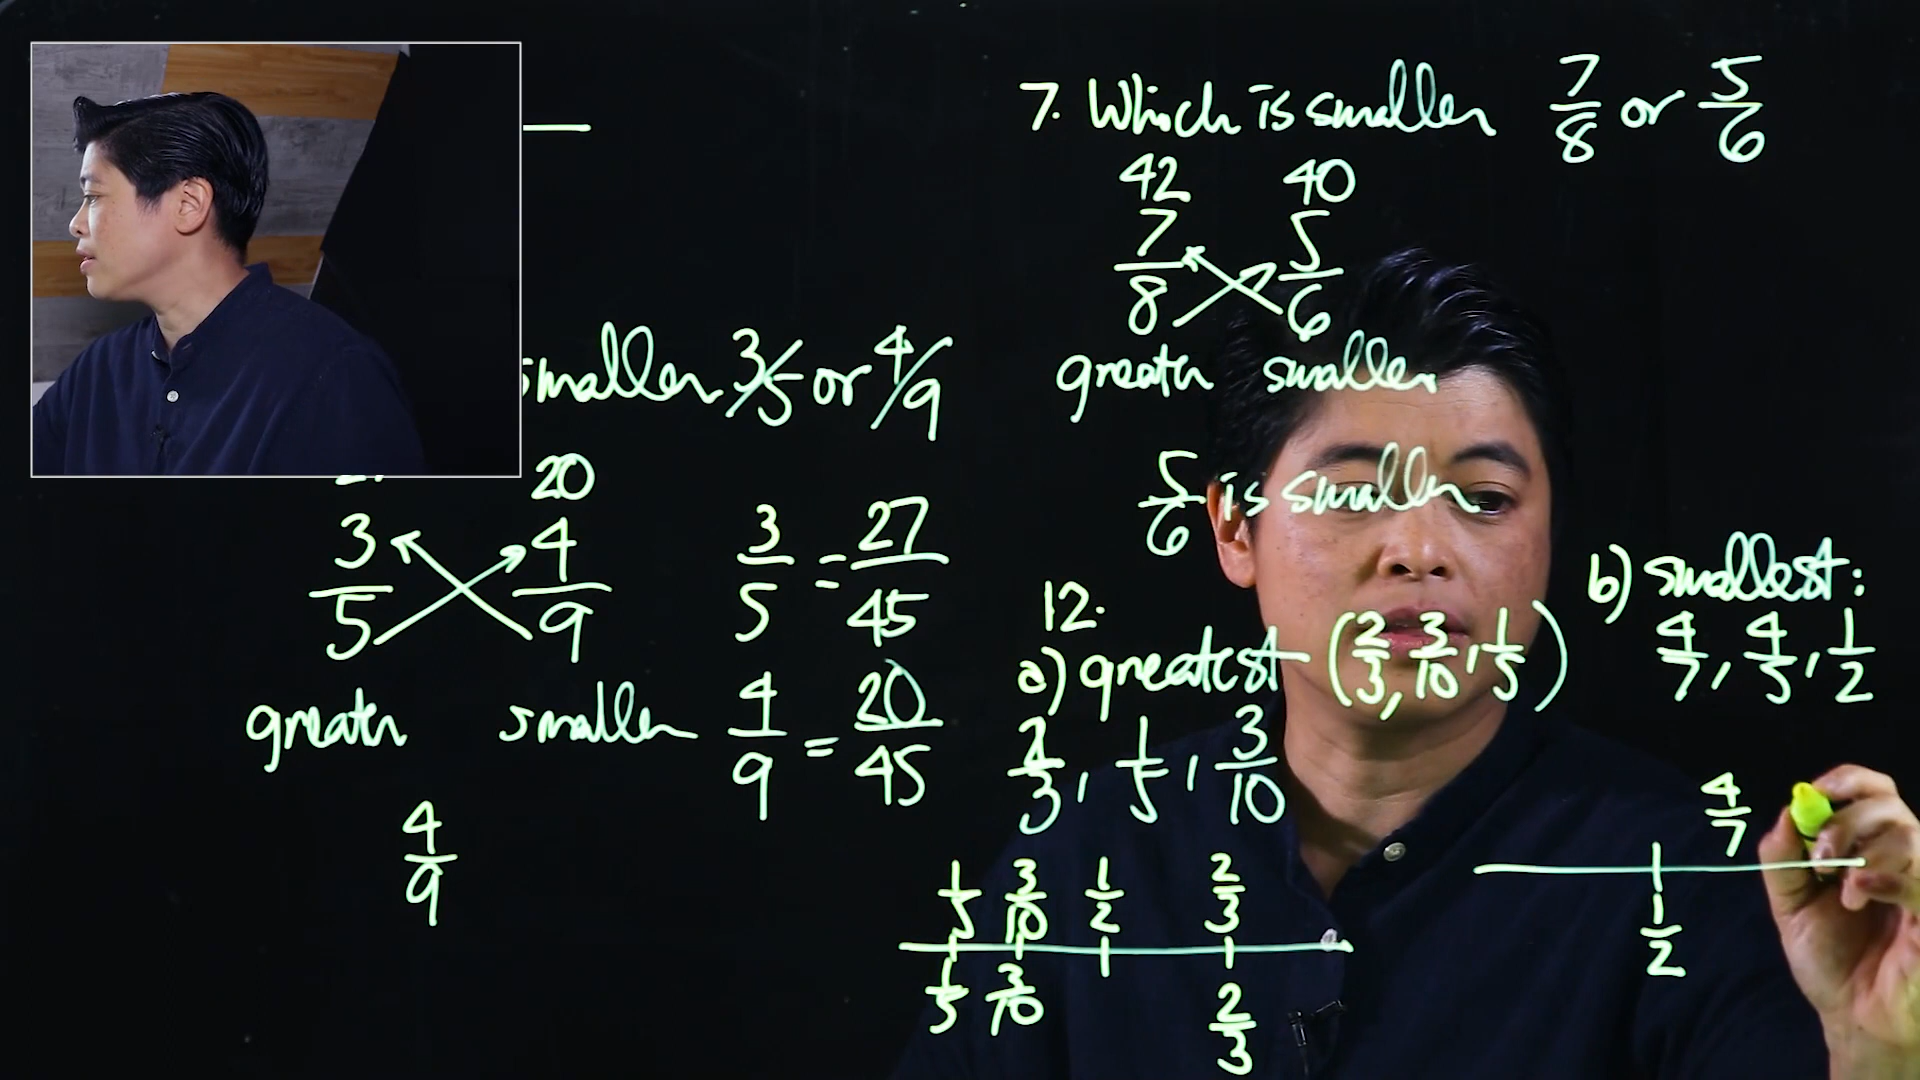 smaller 3/5 or 4/9
20
3/5 4/9
greater smaller
3/5 = 27/45
4/9 = 20/45
4/9
7. Which is smaller 7/8 or 5/6
42 40
7/8 5/6
greater smaller
5/6 is smaller
12.
a) greatest (2/3, 3/10, 1/5)
2/3, 1/5, 3/10
1/5 3/10 1/2 2/3
1/5 3/10 2/3
b) smallest:
4/7, 4/5, 1/2
4/7
1/2